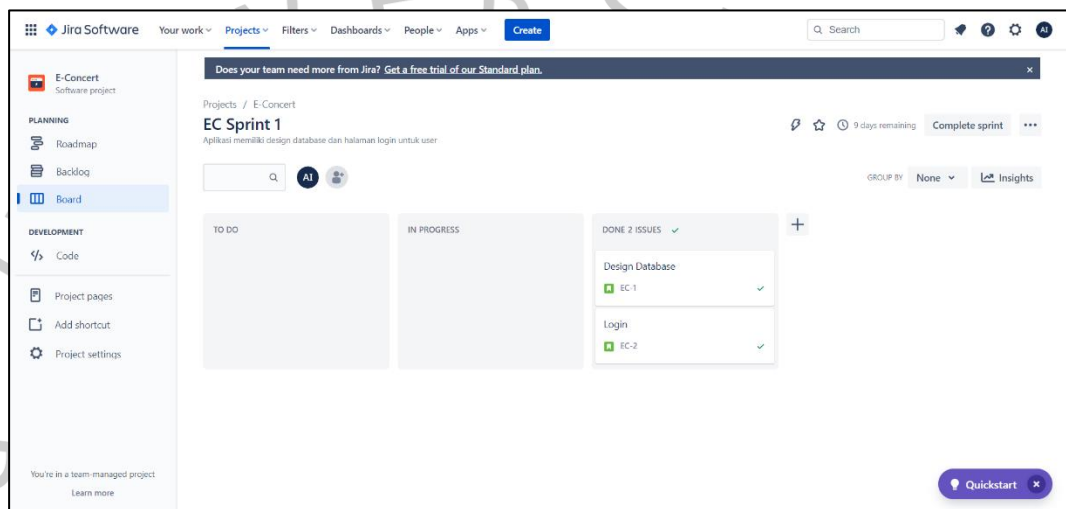 Jira Software Your work Projects Filters Dashboards People Apps Create Search AI
E-Concert
Software project
PLANNING
Roadmap
Backlog
Board
DEVELOPMENT
Code
Project pages
Add shortcut
Project settings
You're in a team-managed project
Learn more
Does your team need more from Jira? Get a free trial of our Standard plan.
Projects / E-Concert
EC Sprint 1
Aplikasi memiliki design database dan halaman login untuk user
9 days remaining Complete sprint
AI
GROUP BY None Insights
TO DO IN PROGRESS DONE 2 ISSUES
Design Database
EC-1
Login
EC-2
Quickstart